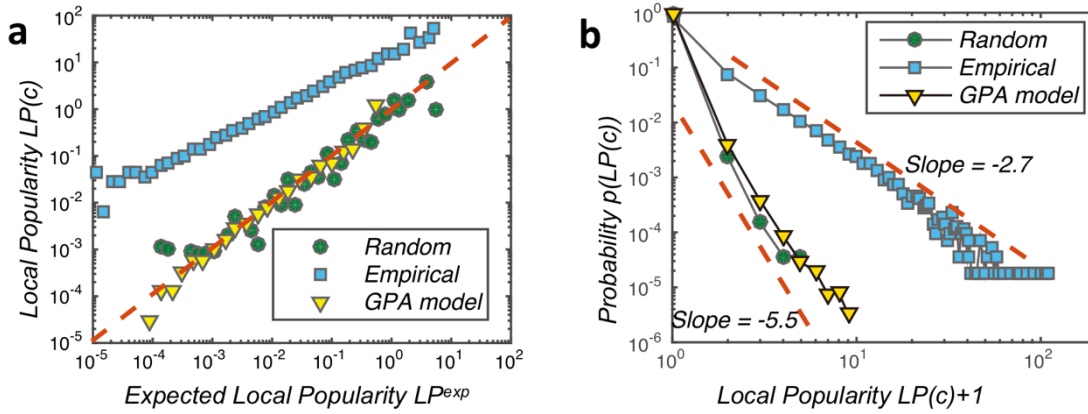 a
Local Popularity LP(c)
10^2
10^1
10^0
10^-1
10^-2
10^-3
10^-4
10^-5
Random
Empirical
GPA model
10^-5 10^-4 10^-3 10^-2 10^-1 10^0 10^1 10^2
Expected Local Popularity LP^exp
b
Probability p(LP(c))
10^0
10^-1
10^-2
10^-3
10^-4
10^-5
10^-6
Random
Empirical
GPA model
Slope = -2.7
Slope = -5.5
10^0 10^1 10^2
Local Popularity LP(c)+1